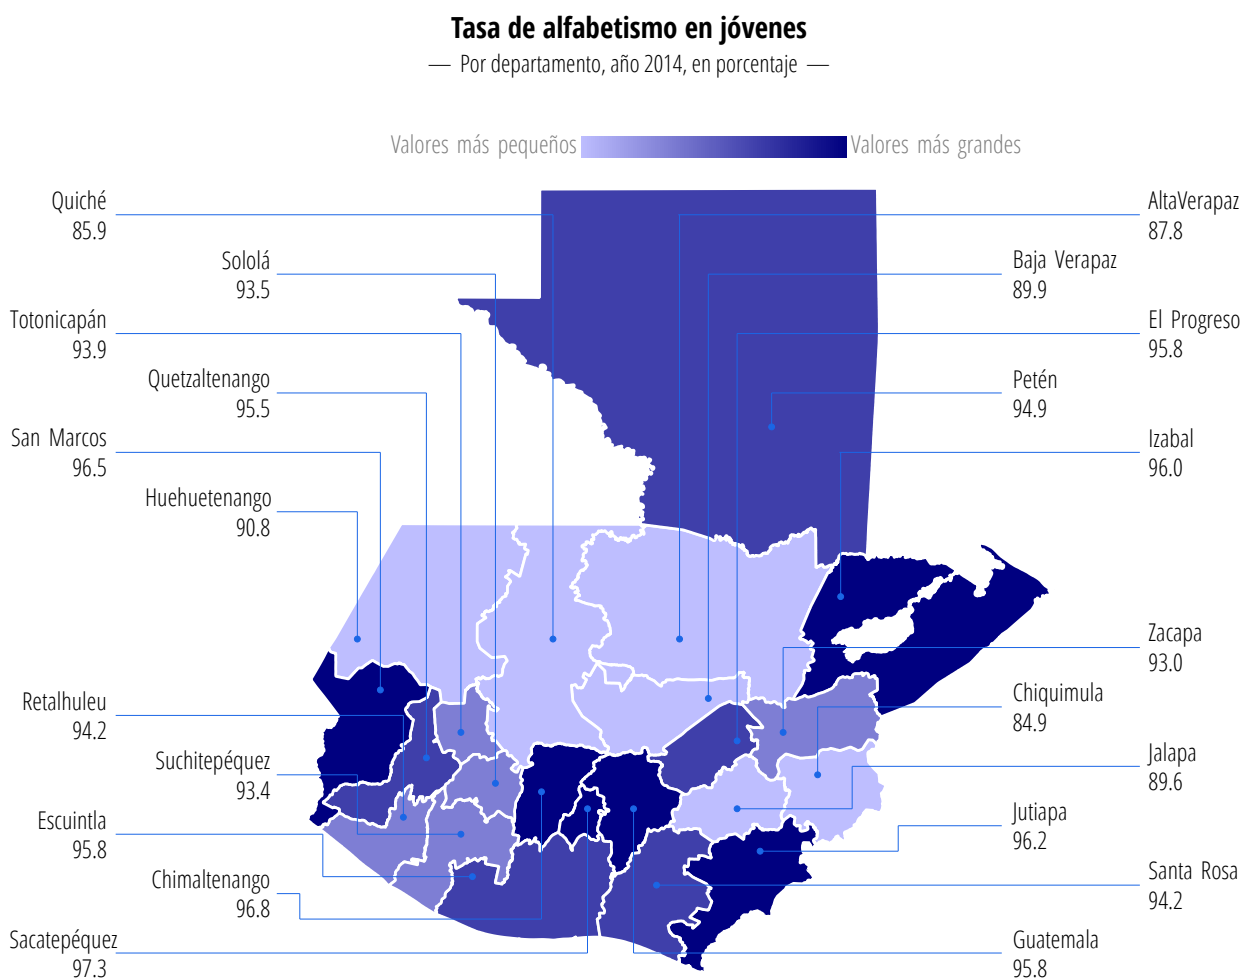 Tasa de alfabetismo en jóvenes
— Por departamento, año 2014, en porcentaje —
Valores más pequeños
Valores más grandes
Quiché
85.9
Sololá
93.5
Totonicapán
93.9
Quetzaltenango
95.5
San Marcos
96.5
Huehuetenango
90.8
Retalhuleu
94.2
Suchitepéquez
93.4
Escuintla
95.8
Chimaltenango
96.8
Sacatepéquez
97.3
AltaVerapaz
87.8
Baja Verapaz
89.9
El Progreso
95.8
Petén
94.9
Izabal
96.0
Zacapa
93.0
Chiquimula
84.9
Jalapa
89.6
Jutiapa
96.2
Santa Rosa
94.2
Guatemala
95.8